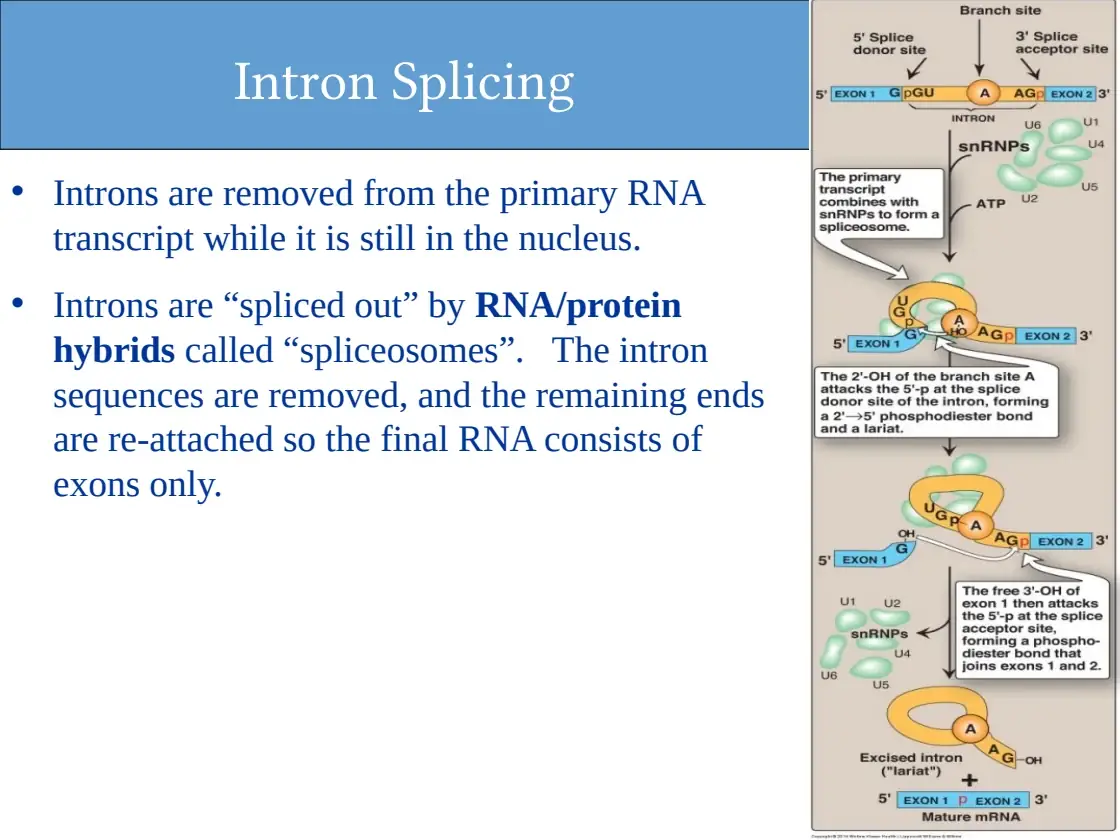 Intron Splicing
• Introns are removed from the primary RNA
transcript while it is still in the nucleus.
• Introns are “spliced out” by RNA/protein
hybrids called “spliceosomes”. The intron
sequences are removed, and the remaining ends
are re-attached so the final RNA consists of
exons only.
Branch site
5' Splice
donor site
3' Splice
acceptor site
5' EXON 1 G pGU A AGp EXON 2 3'
INTRON
U6 U1
snRNPs U4
U5
U2
ATP
The primary
transcript
combines with
snRNPs to form a
spliceosome.
U
G
p
G
A
HO
AGp EXON 2 3'
5' EXON 1
The 2'-OH of the branch site A
attacks the 5'-p at the splice
donor site of the intron, forming
a 2'→5' phosphodiester bond
and a lariat.
UGp A
AGp EXON 2 3'
OH
G
5' EXON 1
The free 3'-OH of
exon 1 then attacks
the 5'-p at the splice
acceptor site,
forming a phospho-
diester bond that
joins exons 1 and 2.
U1 U2
snRNPs
U4
U6
U5
A
AG-OH
Excised intron
("lariat")
+
5' EXON 1 p EXON 2 3'
Mature mRNA